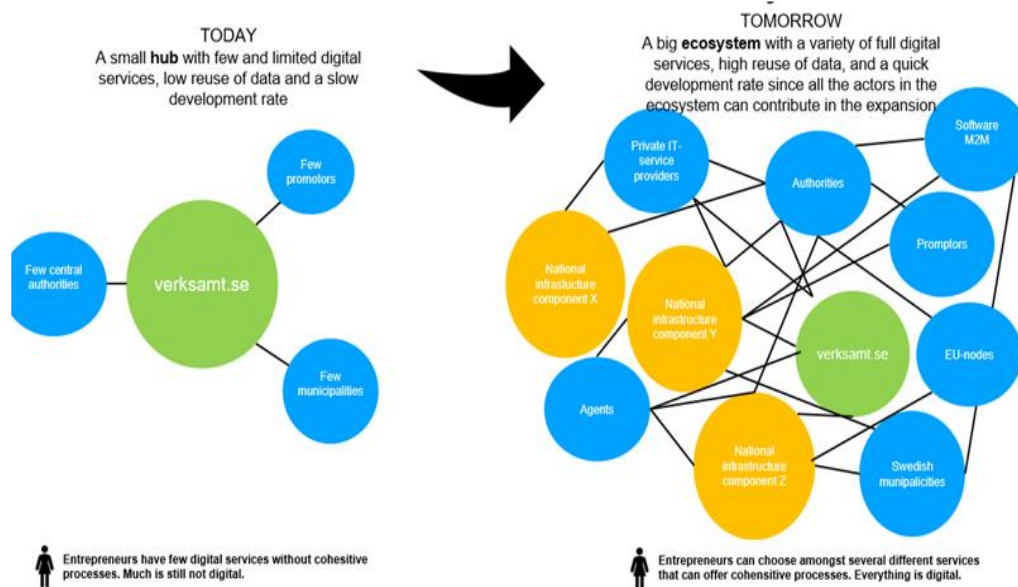 TODAY
A small hub with few and limited digital
services, low reuse of data and a slow
development rate
Few
promotors
Few central
authorities
verksamt.se
Few
municipalities
Entrepreneurs have few digital services without cohesitive
processes. Much is still not digital.
TOMORROW
A big ecosystem with a variety of full digital
services, high reuse of data, and a quick
development rate since all the actors in the
ecosystem can contribute in the expansion
Private IT-
service
providers
Authorities
Software
M2M
Promptors
National
infrastucture
component X
National
infrastructure
component Y
verksamt.se
EU-nodes
Agents
National
infrastructure
component Z
Swedish
munipalicities
Entrepreneurs can choose amongst several different services
that can offer cohensitive processes. Everything is digital.